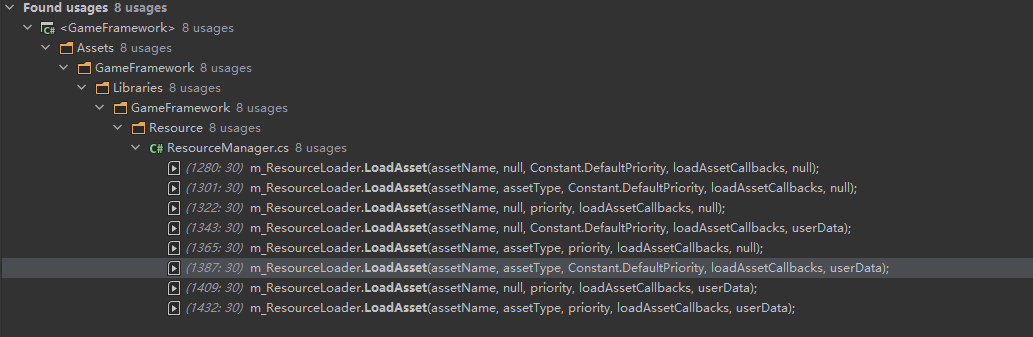 Found usages 8 usages
C# <GameFramework> 8 usages
Assets 8 usages
GameFramework 8 usages
Libraries 8 usages
GameFramework 8 usages
Resource 8 usages
C# ResourceManager.cs 8 usages
(1280: 30) m_ResourceLoader.LoadAsset(assetName, null, Constant.DefaultPriority, loadAssetCallbacks, null);
(1301: 30) m_ResourceLoader.LoadAsset(assetName, assetType, Constant.DefaultPriority, loadAssetCallbacks, null);
(1322: 30) m_ResourceLoader.LoadAsset(assetName, null, priority, loadAssetCallbacks, null);
(1343: 30) m_ResourceLoader.LoadAsset(assetName, null, Constant.DefaultPriority, loadAssetCallbacks, userData);
(1365: 30) m_ResourceLoader.LoadAsset(assetName, assetType, priority, loadAssetCallbacks, null);
(1387: 30) m_ResourceLoader.LoadAsset(assetName, assetType, Constant.DefaultPriority, loadAssetCallbacks, userData);
(1409: 30) m_ResourceLoader.LoadAsset(assetName, null, priority, loadAssetCallbacks, userData);
(1432: 30) m_ResourceLoader.LoadAsset(assetName, assetType, priority, loadAssetCallbacks, userData);